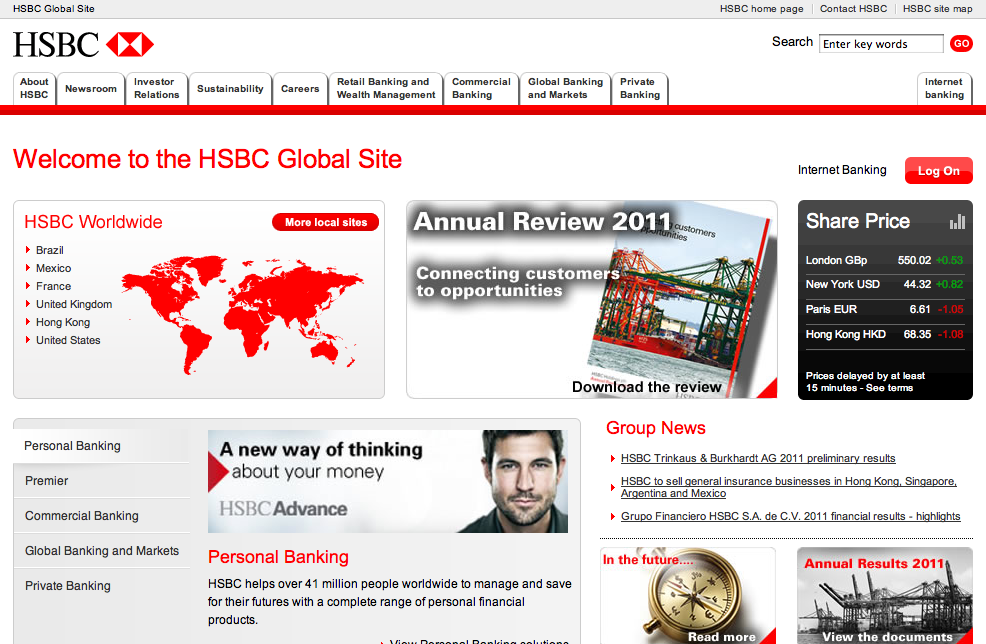 HSBC Global Site
HSBC home page
Contact HSBC
HSBC site map
HSBC
Search
Enter key words
GO
About
HSBC
Newsroom
Investor
Relations
Sustainability
Careers
Retail Banking and
Wealth Management
Commercial
Banking
Global Banking
and Markets
Private
Banking
Internet
banking
Welcome to the HSBC Global Site
Internet Banking
Log On
HSBC Worldwide
More local sites
Brazil
Mexico
France
United Kingdom
Hong Kong
United States
Annual Review 2011
Connecting customers
to opportunities
connecting customers
opportunities
Download the review
Share Price
London GBp 550.02 +0.53
New York USD 44.32 +0.82
Paris EUR 6.61 -1.05
Hong Kong HKD 68.35 -1.08
Prices delayed by at least
15 minutes - See terms
Personal Banking
Premier
Commercial Banking
Global Banking and Markets
Private Banking
A new way of thinking
about your money
HSBC Advance
Personal Banking
HSBC helps over 41 million people worldwide to manage and save
for their futures with a complete range of personal financial
products.
View Personal Banking solutions
Group News
HSBC Trinkaus & Burkhardt AG 2011 preliminary results
HSBC to sell general insurance businesses in Hong Kong, Singapore,
Argentina and Mexico
Grupo Financiero HSBC S.A. de C.V. 2011 financial results - highlights
In the future....
Read more
Annual Results 2011
View the documents